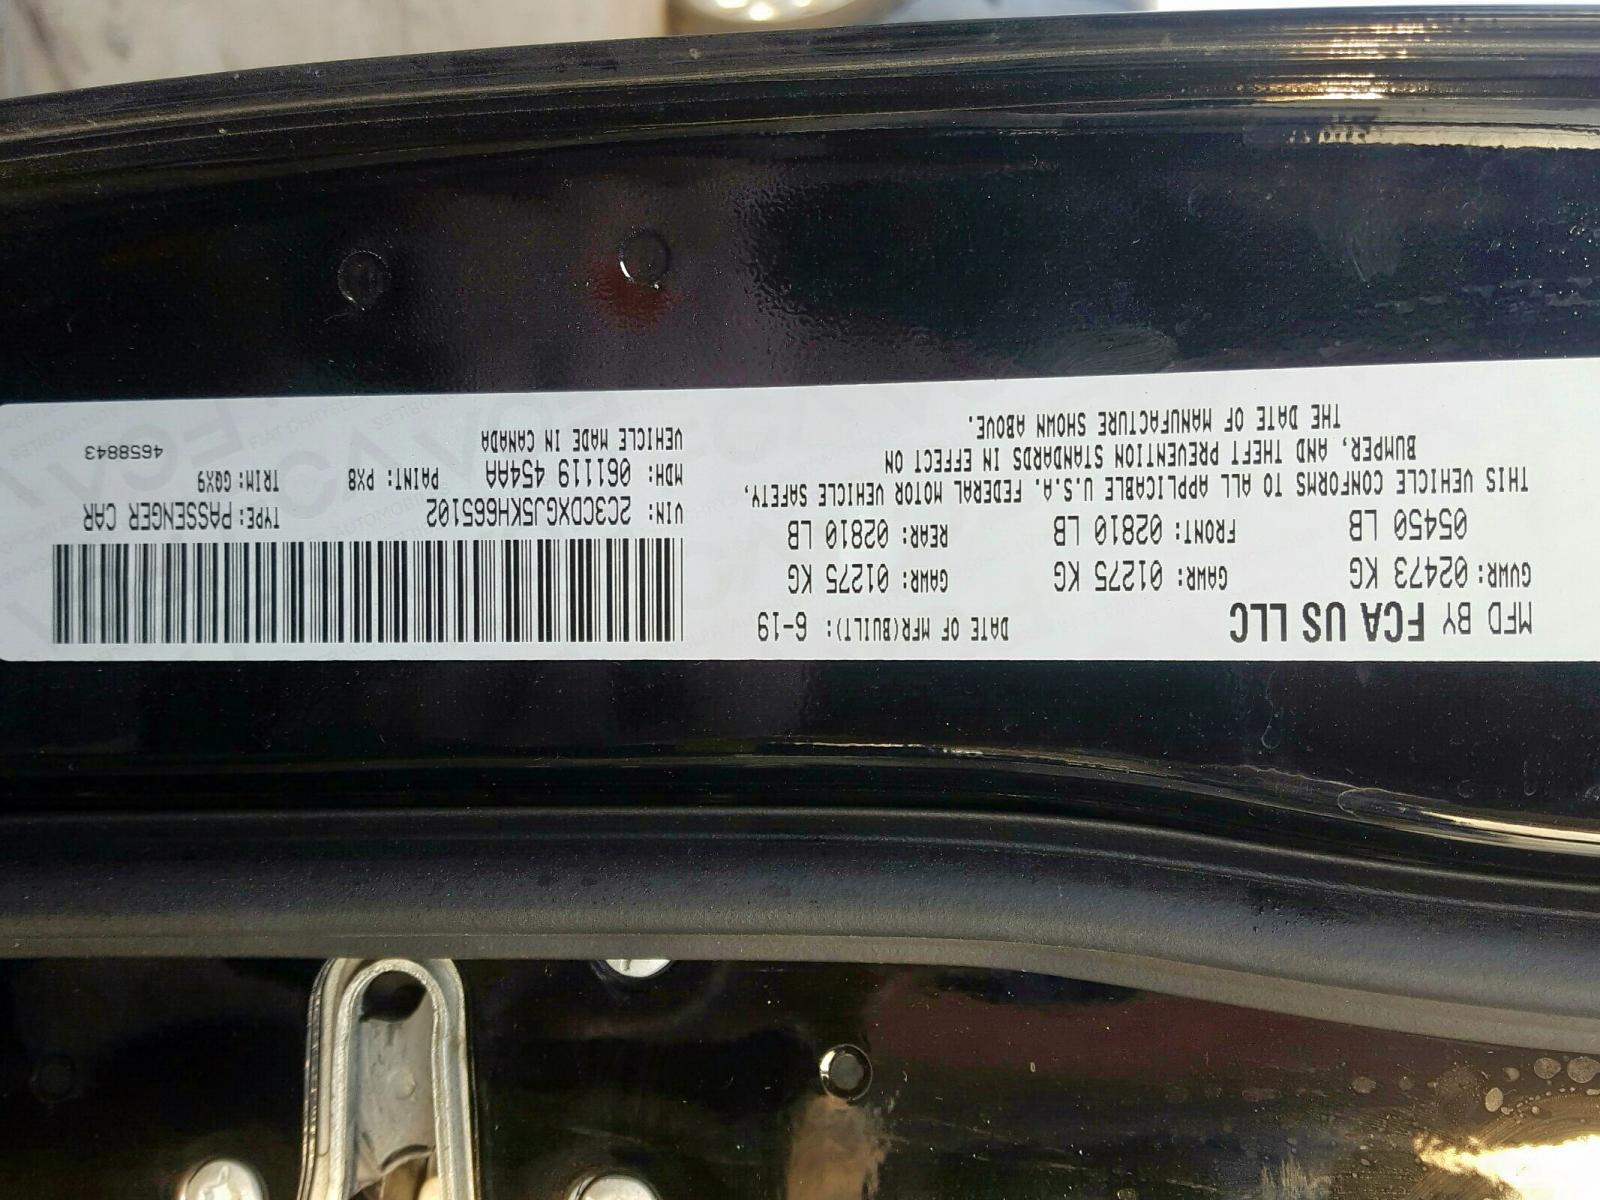 MFD BY FCA US LLC DATE OF MFR(BUILT): 6-19
GVWR: 02473 KG GAWR: 01275 KG GAWR: 01275 KG
05450 LB FRONT: 02810 LB REAR: 02810 LB
THIS VEHICLE CONFORMS TO ALL APPLICABLE U.S.A. FEDERAL MOTOR VEHICLE SAFETY,
BUMPER, AND THEFT PREVENTION STANDARDS IN EFFECT ON
THE DATE OF MANUFACTURE SHOWN ABOVE.
VIN: 2C3CDXGJ5KH665102 TYPE: PASSENGER CAR
MDH: 061119 454AA PAINT: PX8 TRIM: GQX9
VEHICLE MADE IN CANADA 4658843